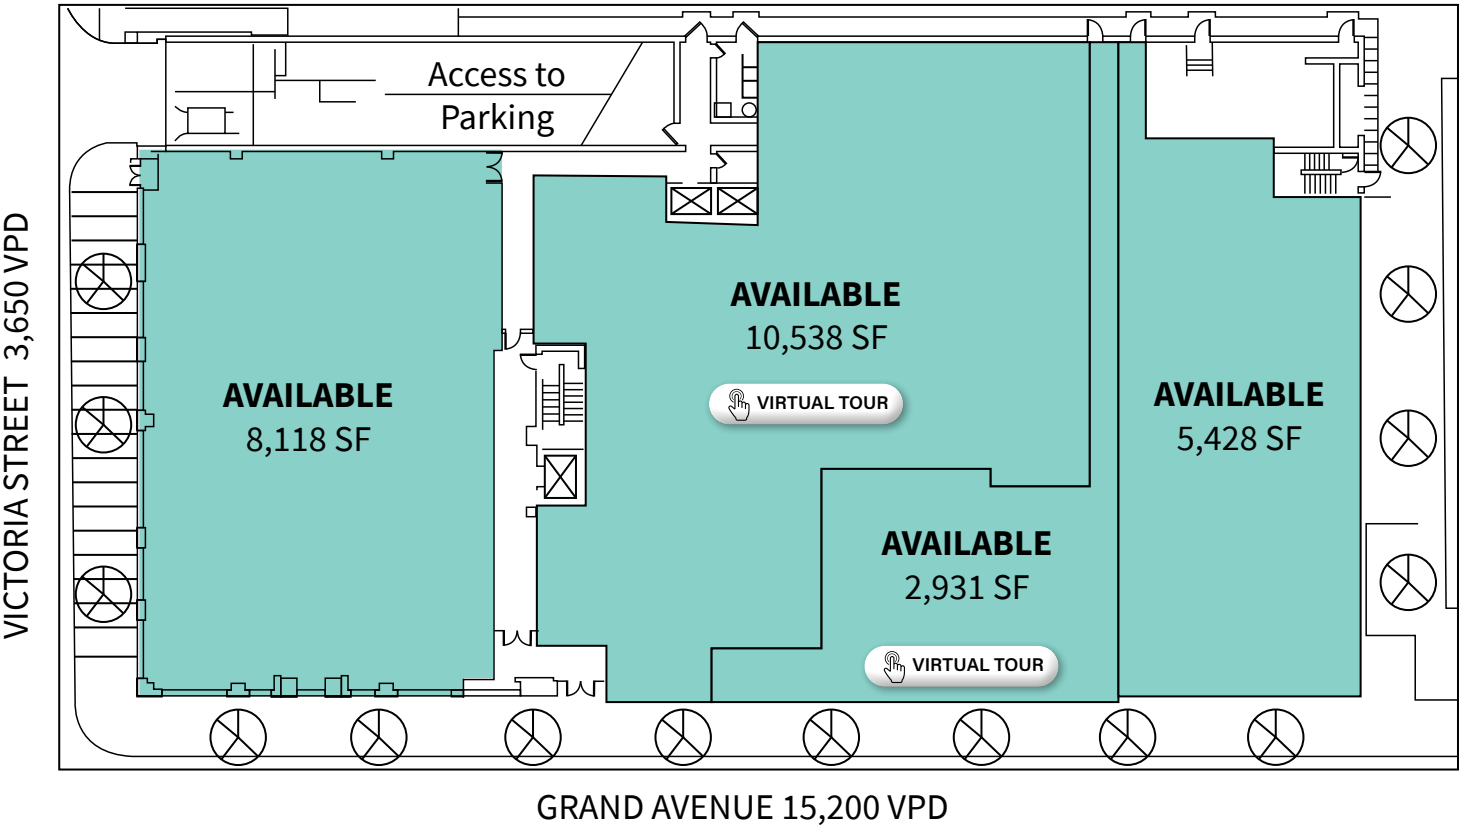 Access to
Parking
AVAILABLE
10,538 SF
VIRTUAL TOUR
AVAILABLE
8,118 SF
AVAILABLE
5,428 SF
AVAILABLE
2,931 SF
VIRTUAL TOUR
VICTORIA STREET 3,650 VPD
GRAND AVENUE 15,200 VPD